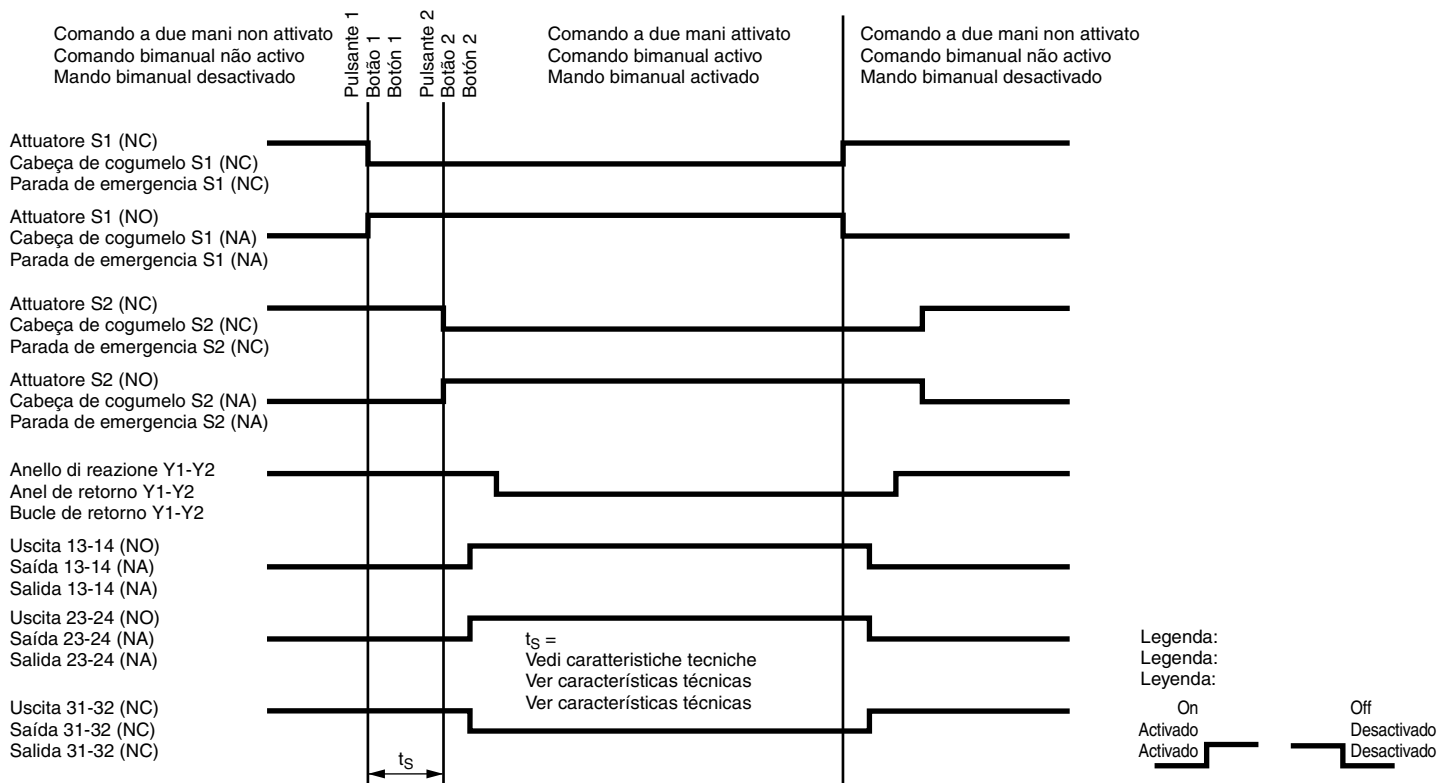 Comando a due mani non attivato
Comando bimanual não activo
Mando bimanual desactivado
Pulsante 1
Botão 1
Botón 1
Pulsante 2
Botão 2
Botón 2
Comando a due mani attivato
Comando bimanual activo
Mando bimanual activado
Comando a due mani non attivato
Comando bimanual não activo
Mando bimanual desactivado
Attuatore S1 (NC)
Cabeça de cogumelo S1 (NC)
Parada de emergencia S1 (NC)
Attuatore S1 (NO)
Cabeça de cogumelo S1 (NA)
Parada de emergencia S1 (NA)
Attuatore S2 (NC)
Cabeça de cogumelo S2 (NC)
Parada de emergencia S2 (NC)
Attuatore S2 (NO)
Cabeça de cogumelo S2 (NA)
Parada de emergencia S2 (NA)
Anello di reazione Y1-Y2
Anel de retorno Y1-Y2
Bucle de retorno Y1-Y2
Uscita 13-14 (NO)
Saída 13-14 (NA)
Salida 13-14 (NA)
Uscita 23-24 (NO)
Saída 23-24 (NA)
Salida 23-24 (NA)
tS =
Vedi caratteristiche tecniche
Ver características técnicas
Ver características técnicas
Uscita 31-32 (NC)
Saída 31-32 (NC)
Salida 31-32 (NC)
tS
Legenda:
Legenda:
Leyenda:
On
Activado
Activado
Off
Desactivado
Desactivado